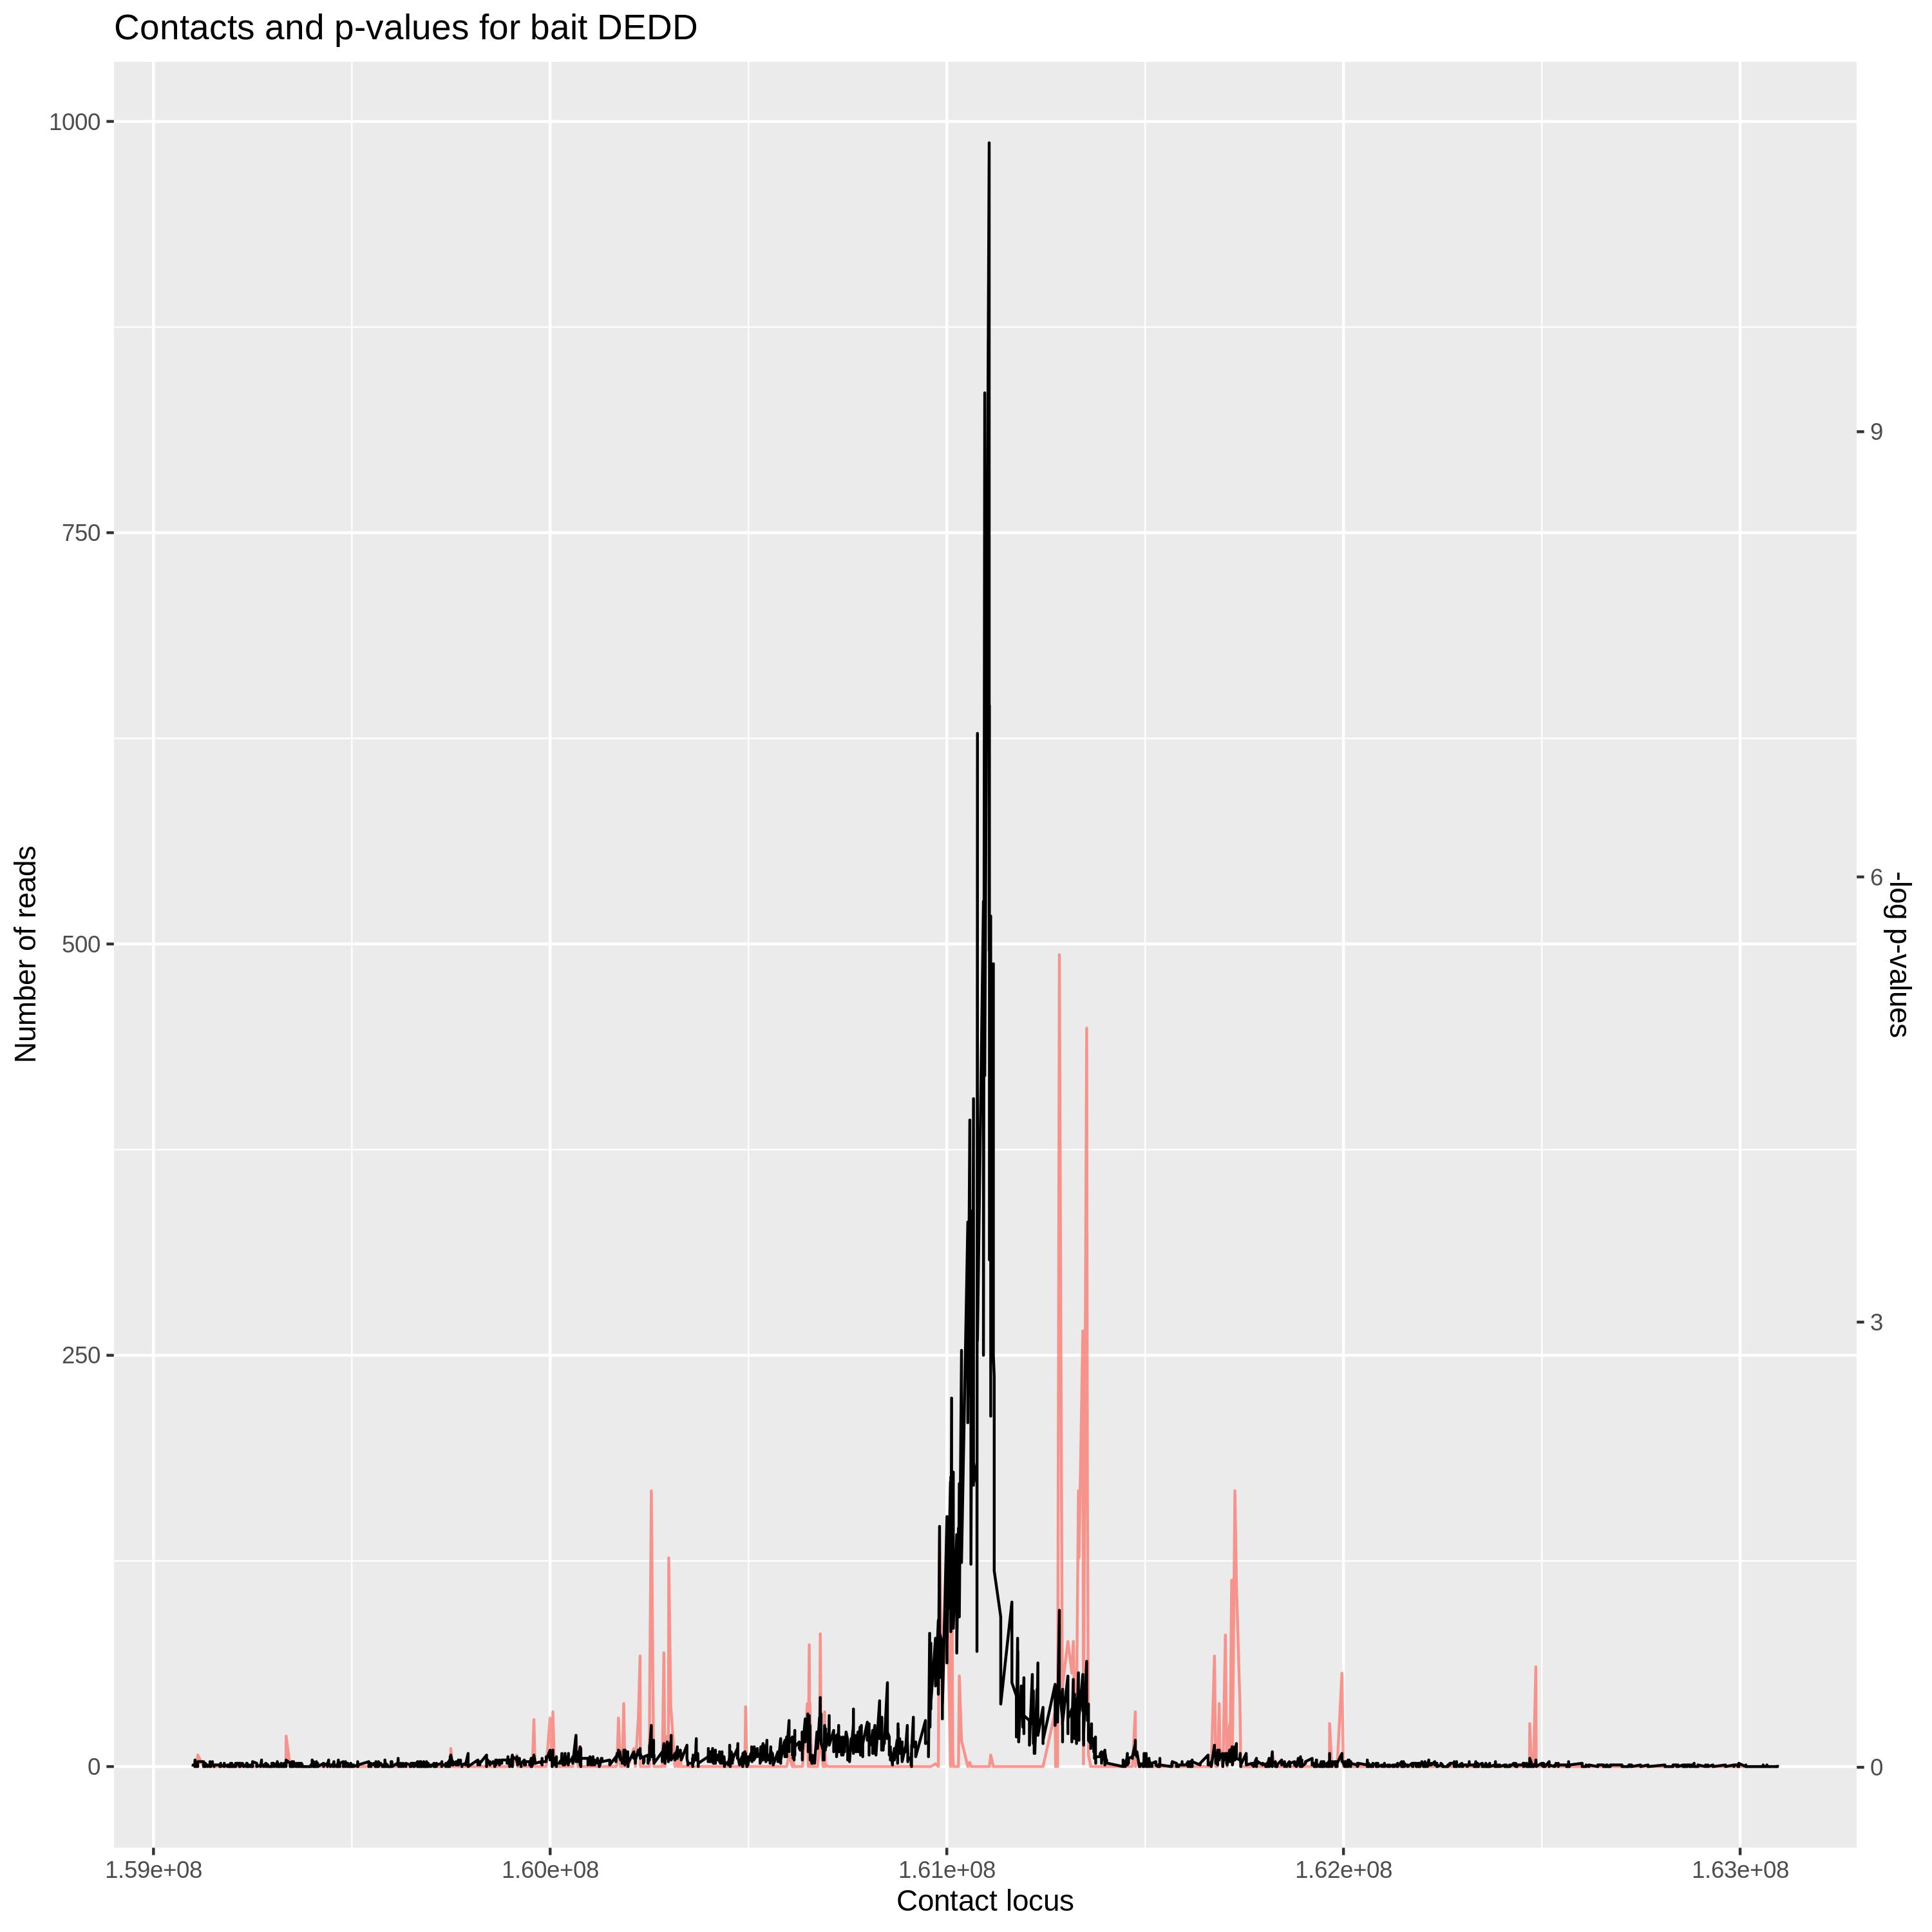 Contacts and p-values for bait DEDD
1000
750
500
250
0
Number of reads
9
6
3
0
-log p-values
1.59e+08
1.60e+08
1.61e+08
1.62e+08
1.63e+08
Contact locus